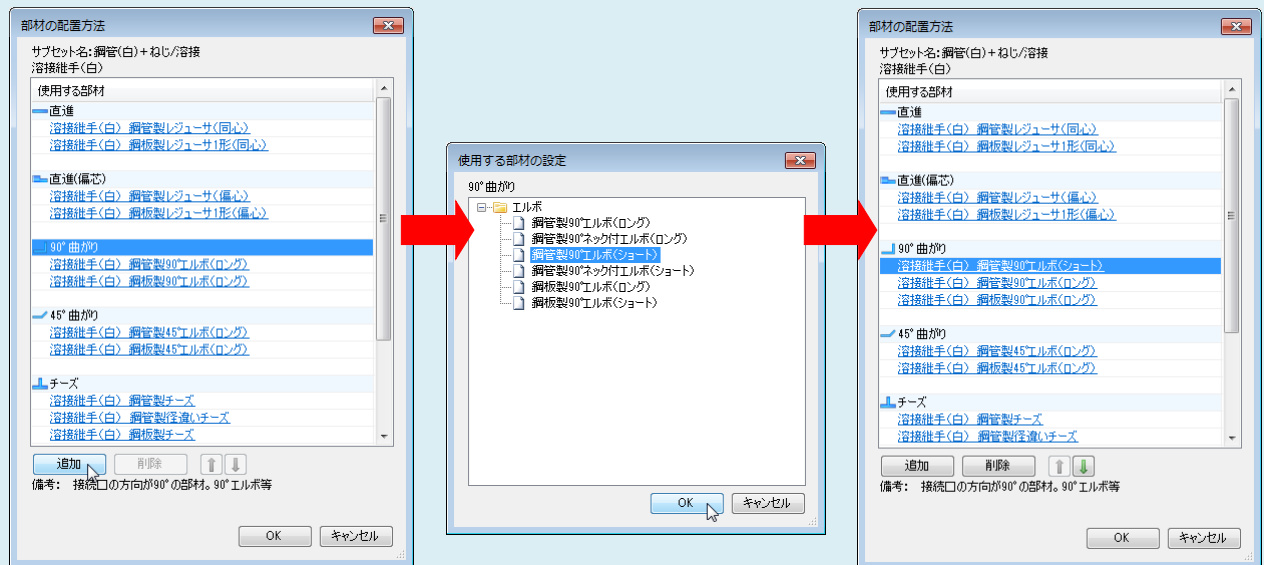 部材の配置方法
サブセット名:鋼管(白)+ねじ/溶接
溶接継手(白)
使用する部材
直進
溶接継手(白) 鋼管製レジューサ(同心)
溶接継手(白) 鋼板製レジューサ1形(同心)
直進(偏芯)
溶接継手(白) 鋼管製レジューサ(偏心)
溶接継手(白) 鋼板製レジューサ1形(偏心)
90°曲がり
溶接継手(白) 鋼管製90°エルボ(ロング)
溶接継手(白) 鋼板製90°エルボ(ロング)
45°曲がり
溶接継手(白) 鋼管製45°エルボ(ロング)
溶接継手(白) 鋼板製45°エルボ(ロング)
チーズ
溶接継手(白) 鋼管製チーズ
溶接継手(白) 鋼管製径違いチーズ
溶接継手(白) 鋼板製チーズ
追加 削除
備考: 接続口の方向が90°の部材。90°エルボ等
OK キャンセル
使用する部材の設定
90°曲がり
エルボ
鋼管製90°エルボ(ロング)
鋼管製90°ネック付エルボ(ロング)
鋼管製90°エルボ(ショート)
鋼管製90°ネック付エルボ(ショート)
鋼板製90°エルボ(ロング)
鋼板製90°エルボ(ショート)
OK キャンセル
部材の配置方法
サブセット名:鋼管(白)+ねじ/溶接
溶接継手(白)
使用する部材
直進
溶接継手(白) 鋼管製レジューサ(同心)
溶接継手(白) 鋼板製レジューサ1形(同心)
直進(偏芯)
溶接継手(白) 鋼管製レジューサ(偏心)
溶接継手(白) 鋼板製レジューサ1形(偏心)
90°曲がり
溶接継手(白) 鋼管製90°エルボ(ショート)
溶接継手(白) 鋼管製90°エルボ(ロング)
溶接継手(白) 鋼板製90°エルボ(ロング)
45°曲がり
溶接継手(白) 鋼管製45°エルボ(ロング)
溶接継手(白) 鋼板製45°エルボ(ロング)
チーズ
溶接継手(白) 鋼管製チーズ
溶接継手(白) 鋼管製径違いチーズ
追加 削除
備考: 接続口の方向が90°の部材。90°エルボ等
OK キャンセル